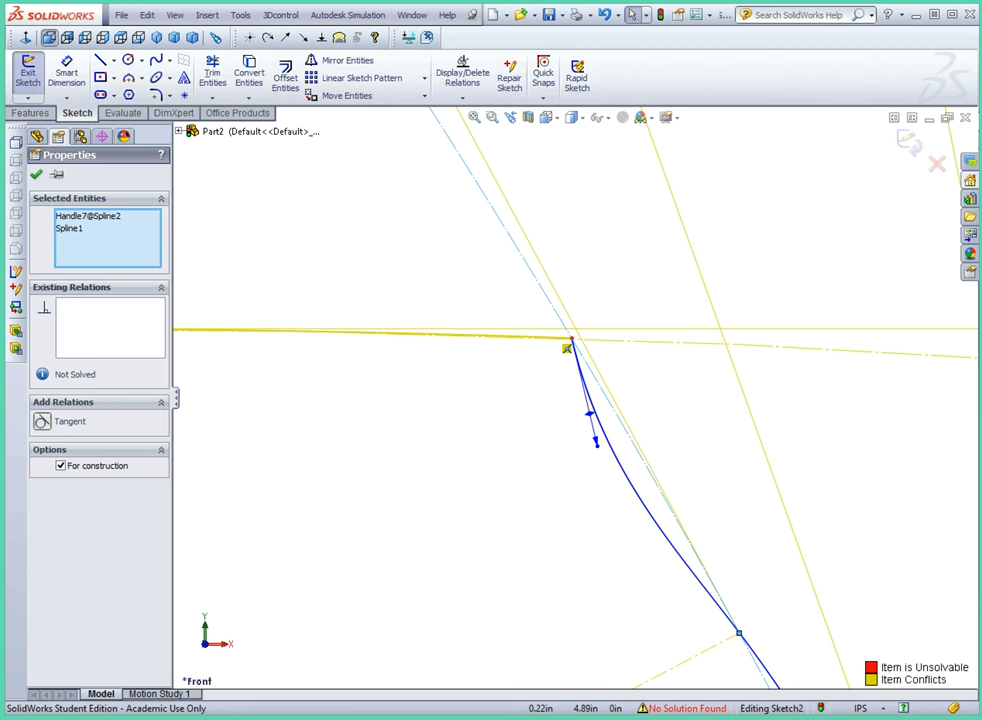 SOLIDWORKS File Edit View Insert Tools 3Dcontrol Autodesk Simulation Window Help 3... Search SolidWorks Help
Exit Sketch
Smart Dimension
Trim Entities
Convert Entities
Offset Entities
Mirror Entities
Linear Sketch Pattern
Move Entities
Display/Delete Relations
Repair Sketch
Quick Snaps
Rapid Sketch
Features Sketch Evaluate DimXpert Office Products
Part2 (Default<<Default>_...
Properties ?
Selected Entities
Handle7@Spline2
Spline1
Existing Relations
Not Solved
Add Relations
Tangent
Options
For construction
Y
X
*Front
Item is Unsolvable
Item Conflicts
Model Motion Study 1
SolidWorks Student Edition - Academic Use Only 0.22in 4.89in 0in No Solution Found Editing Sketch2 IPS ?